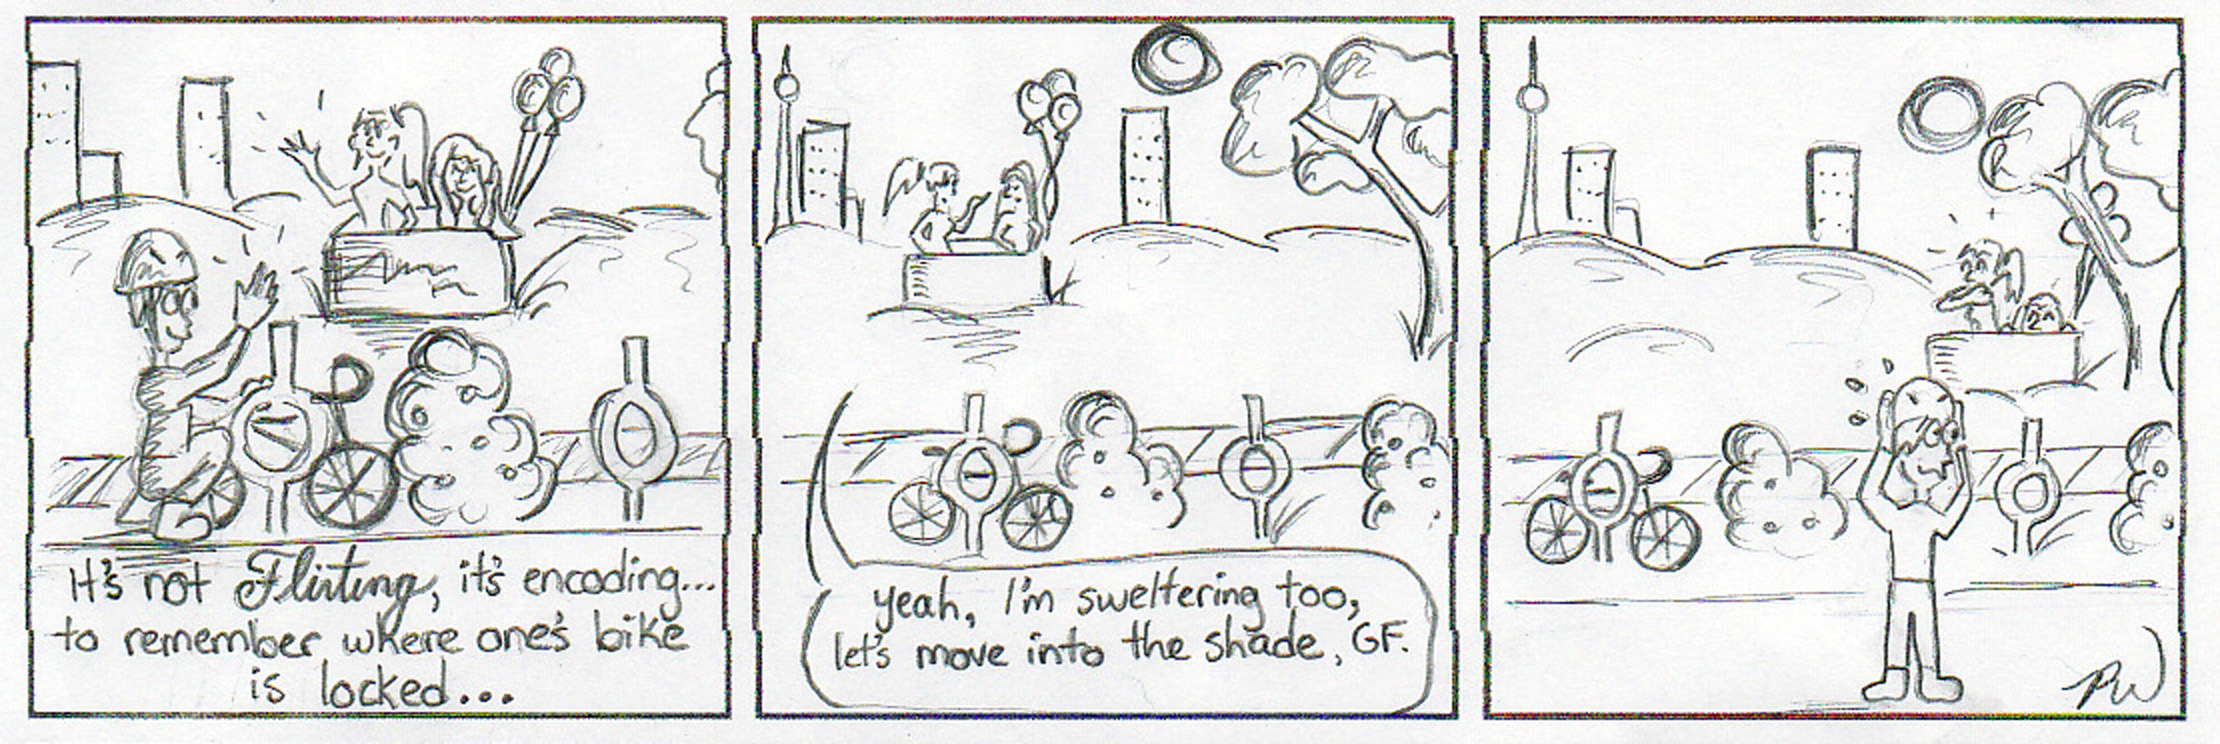 It's not Flirting, it's encoding...
to remember where one's bike
is locked...
yeah, I'm sweltering too,
let's move into the shade, GF.
PW